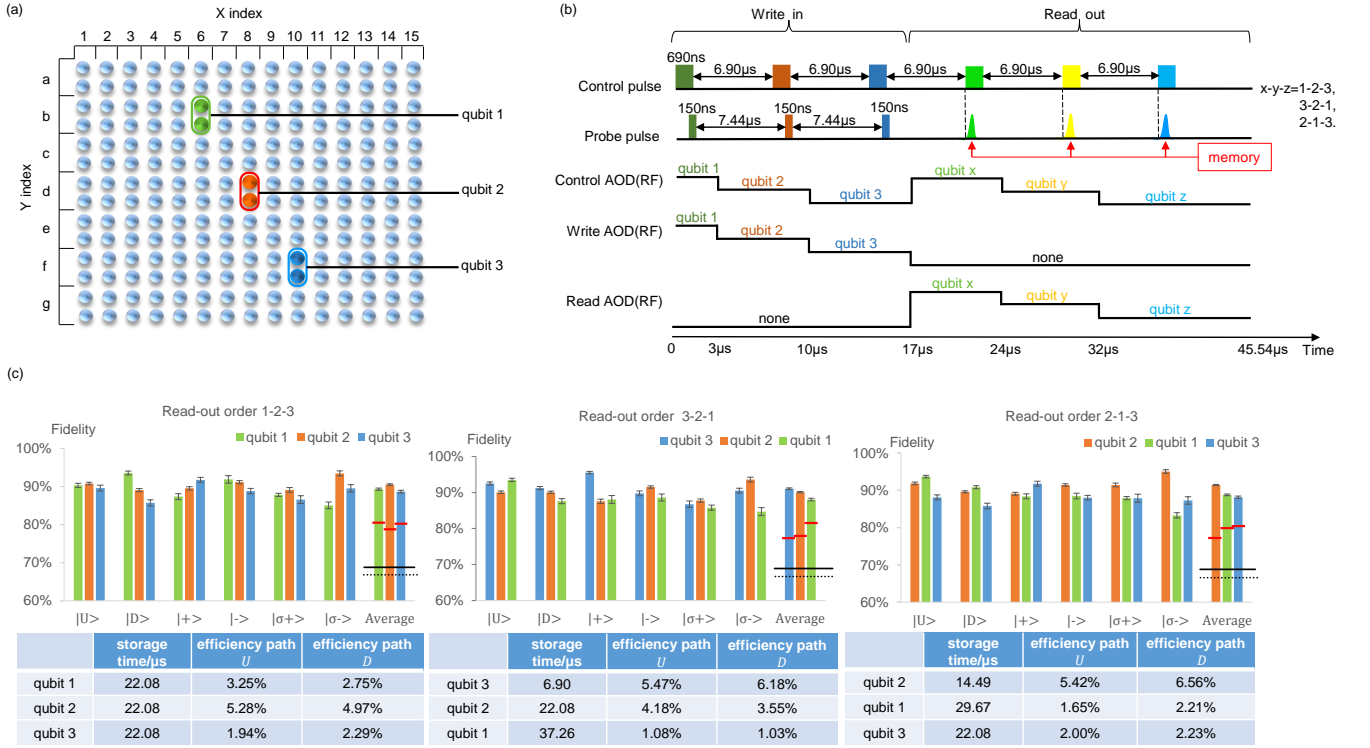 (a)
X index
1 2 3 4 5 6 7 8 9 10 11 12 13 14 15
Y index
a
b
c
d
e
f
g
qubit 1
qubit 2
qubit 3
(b)
Write in
Read out
690ns
6.90μs 6.90μs 6.90μs 6.90μs 6.90μs
Control pulse
x-y-z=1-2-3,
3-2-1,
2-1-3.
150ns 150ns 150ns
7.44μs 7.44μs
Probe pulse
memory
Control AOD(RF)
qubit 1 qubit 2 qubit 3 qubit x qubit y qubit z
Write AOD(RF)
qubit 1 qubit 2 qubit 3 none
Read AOD(RF)
none qubit x qubit y qubit z
0 3μs 10μs 17μs 24μs 32μs 45.54μs Time
(c)
Read-out order 1-2-3
Fidelity
qubit 1 qubit 2 qubit 3
100%
90%
80%
70%
60%
|U> |D> |+> |-> |σ+> |σ-> Average
storage time/μs efficiency path U efficiency path D
qubit 1 22.08 3.25% 2.75%
qubit 2 22.08 5.28% 4.97%
qubit 3 22.08 1.94% 2.29%
Read-out order 3-2-1
Fidelity
qubit 3 qubit 2 qubit 1
100%
90%
80%
70%
60%
|U> |D> |+> |-> |σ+> |σ-> Average
storage time/μs efficiency path U efficiency path D
qubit 3 6.90 5.47% 6.18%
qubit 2 22.08 4.18% 3.55%
qubit 1 37.26 1.08% 1.03%
Read-out order 2-1-3
Fidelity
qubit 2 qubit 1 qubit 3
100%
90%
80%
70%
60%
|U> |D> |+> |-> |σ+> |σ-> Average
storage time/μs efficiency path U efficiency path D
qubit 2 14.49 5.42% 6.56%
qubit 1 29.67 1.65% 2.21%
qubit 3 22.08 2.00% 2.23%